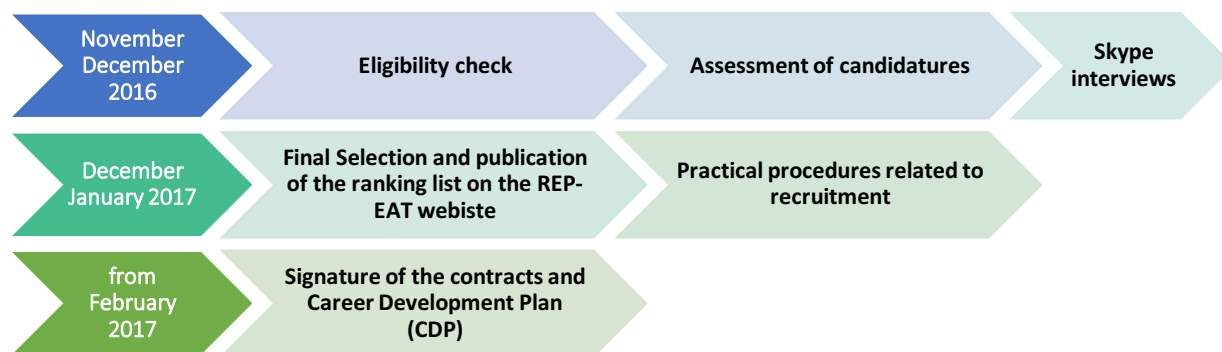 November
December
2016
Eligibility check
Assessment of candidatures
Skype
interviews
December
January 2017
Final Selection and publication
of the ranking list on the REP-
EAT webiste
Practical procedures related to
recruitment
from
February
2017
Signature of the contracts and
Career Development Plan
(CDP)